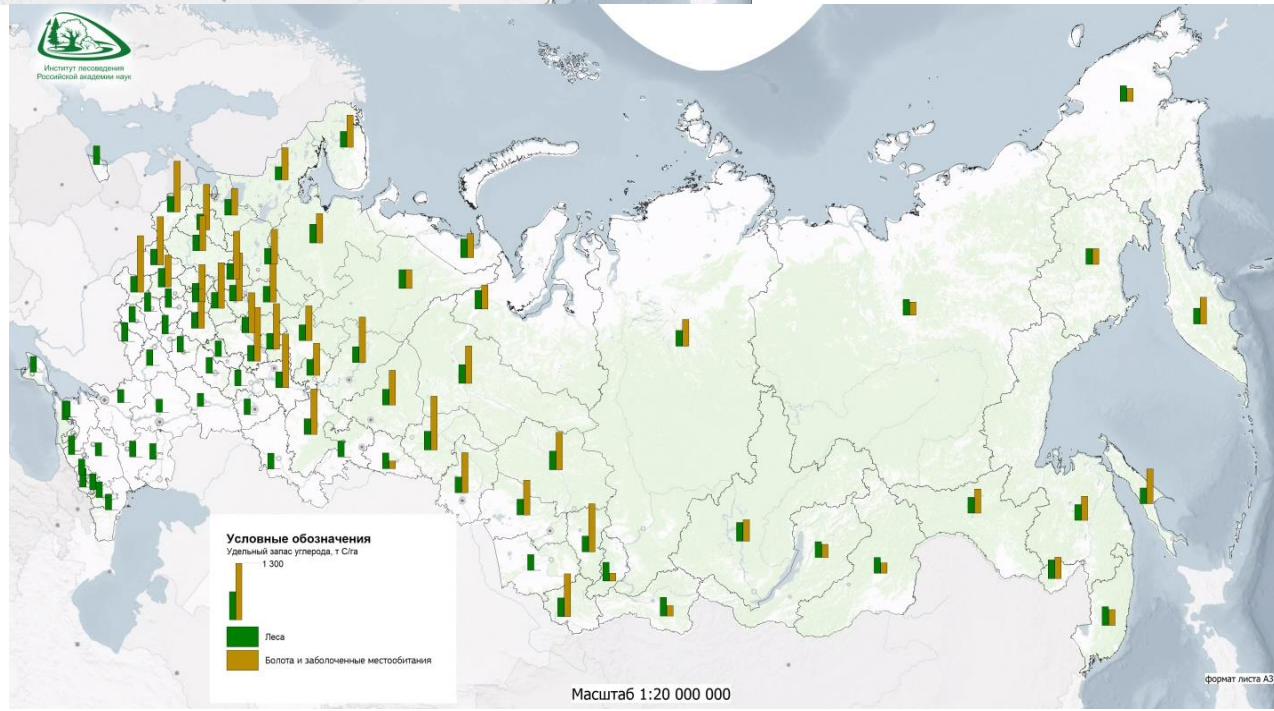 Институт лесоведения
Российской академии наук
Условные обозначения
Удельный запас углерода, т С/га
1 300
Леса
Болота и заболоченные местообитания
Масштаб 1:20 000 000
формат листа А3